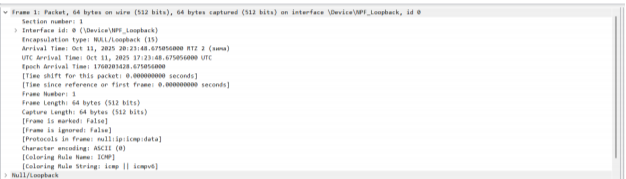 Frame 1: Packet, 64 bytes on wire (512 bits), 64 bytes captured (512 bits) on interface \Device\NPF_Loopback, id 0
Section number: 1
Interface id: 0 (\Device\NPF_Loopback)
Encapsulation type: NULL/Loopback (15)
Arrival Time: Oct 11, 2025 20:23:48.675056000 RTZ 2 (зима)
UTC Arrival Time: Oct 11, 2025 17:23:48.675056000 UTC
Epoch Arrival Time: 1760203428.675056000
[Time shift for this packet: 0.000000000 seconds]
[Time since reference or first frame: 0.000000000 seconds]
Frame Number: 1
Frame Length: 64 bytes (512 bits)
Capture Length: 64 bytes (512 bits)
[Frame is marked: False]
[Frame is ignored: False]
[Protocols in frame: null:ip:icmp:data]
Character encoding: ASCII (0)
[Coloring Rule Name: ICMP]
[Coloring Rule String: icmp || icmpv6]
Null/Loopback